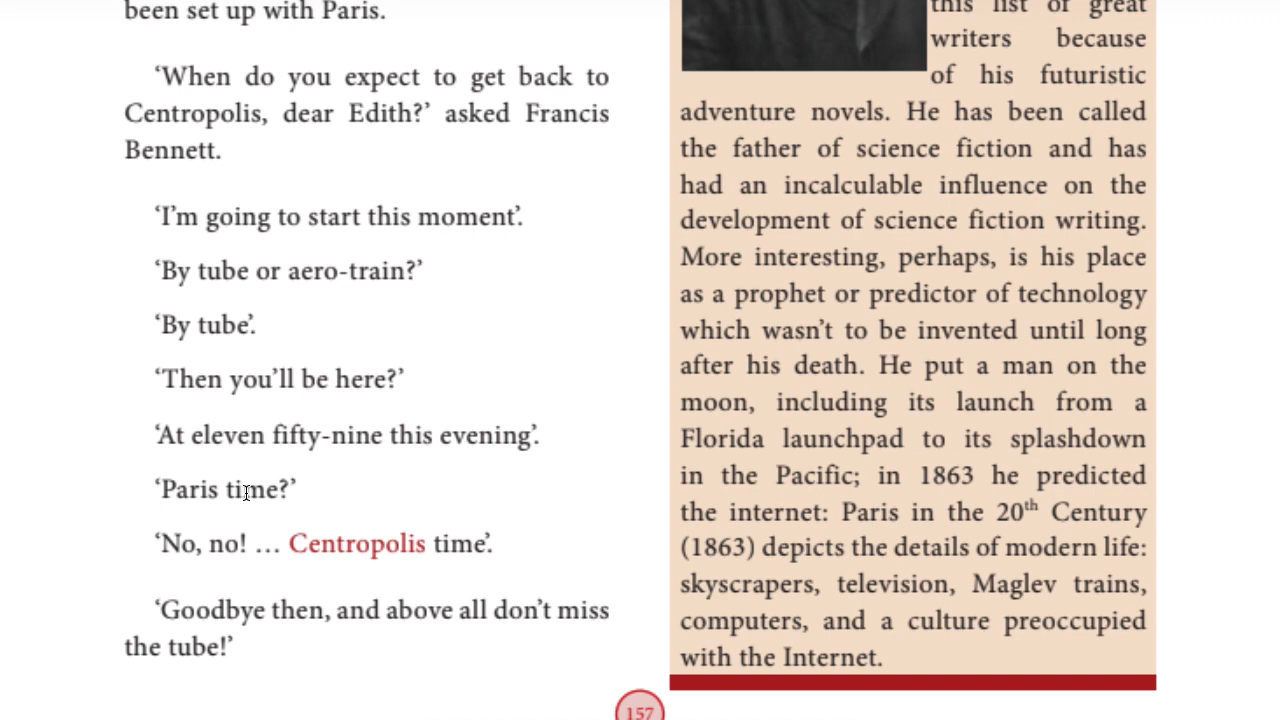 been set up with Paris.
‘When do you expect to get back to
Centropolis, dear Edith?’ asked Francis
Bennett.
‘I’m going to start this moment’.
‘By tube or aero-train?’
‘By tube’.
‘Then you’ll be here?’
‘At eleven fifty-nine this evening’.
‘Paris time?’
‘No, no! … Centropolis time’.
‘Goodbye then, and above all don’t miss
the tube!’
this list of great
writers because
of his futuristic
adventure novels. He has been called
the father of science fiction and has
had an incalculable influence on the
development of science fiction writing.
More interesting, perhaps, is his place
as a prophet or predictor of technology
which wasn’t to be invented until long
after his death. He put a man on the
moon, including its launch from a
Florida launchpad to its splashdown
in the Pacific; in 1863 he predicted
the internet: Paris in the 20th Century
(1863) depicts the details of modern life:
skyscrapers, television, Maglev trains,
computers, and a culture preoccupied
with the Internet.
157